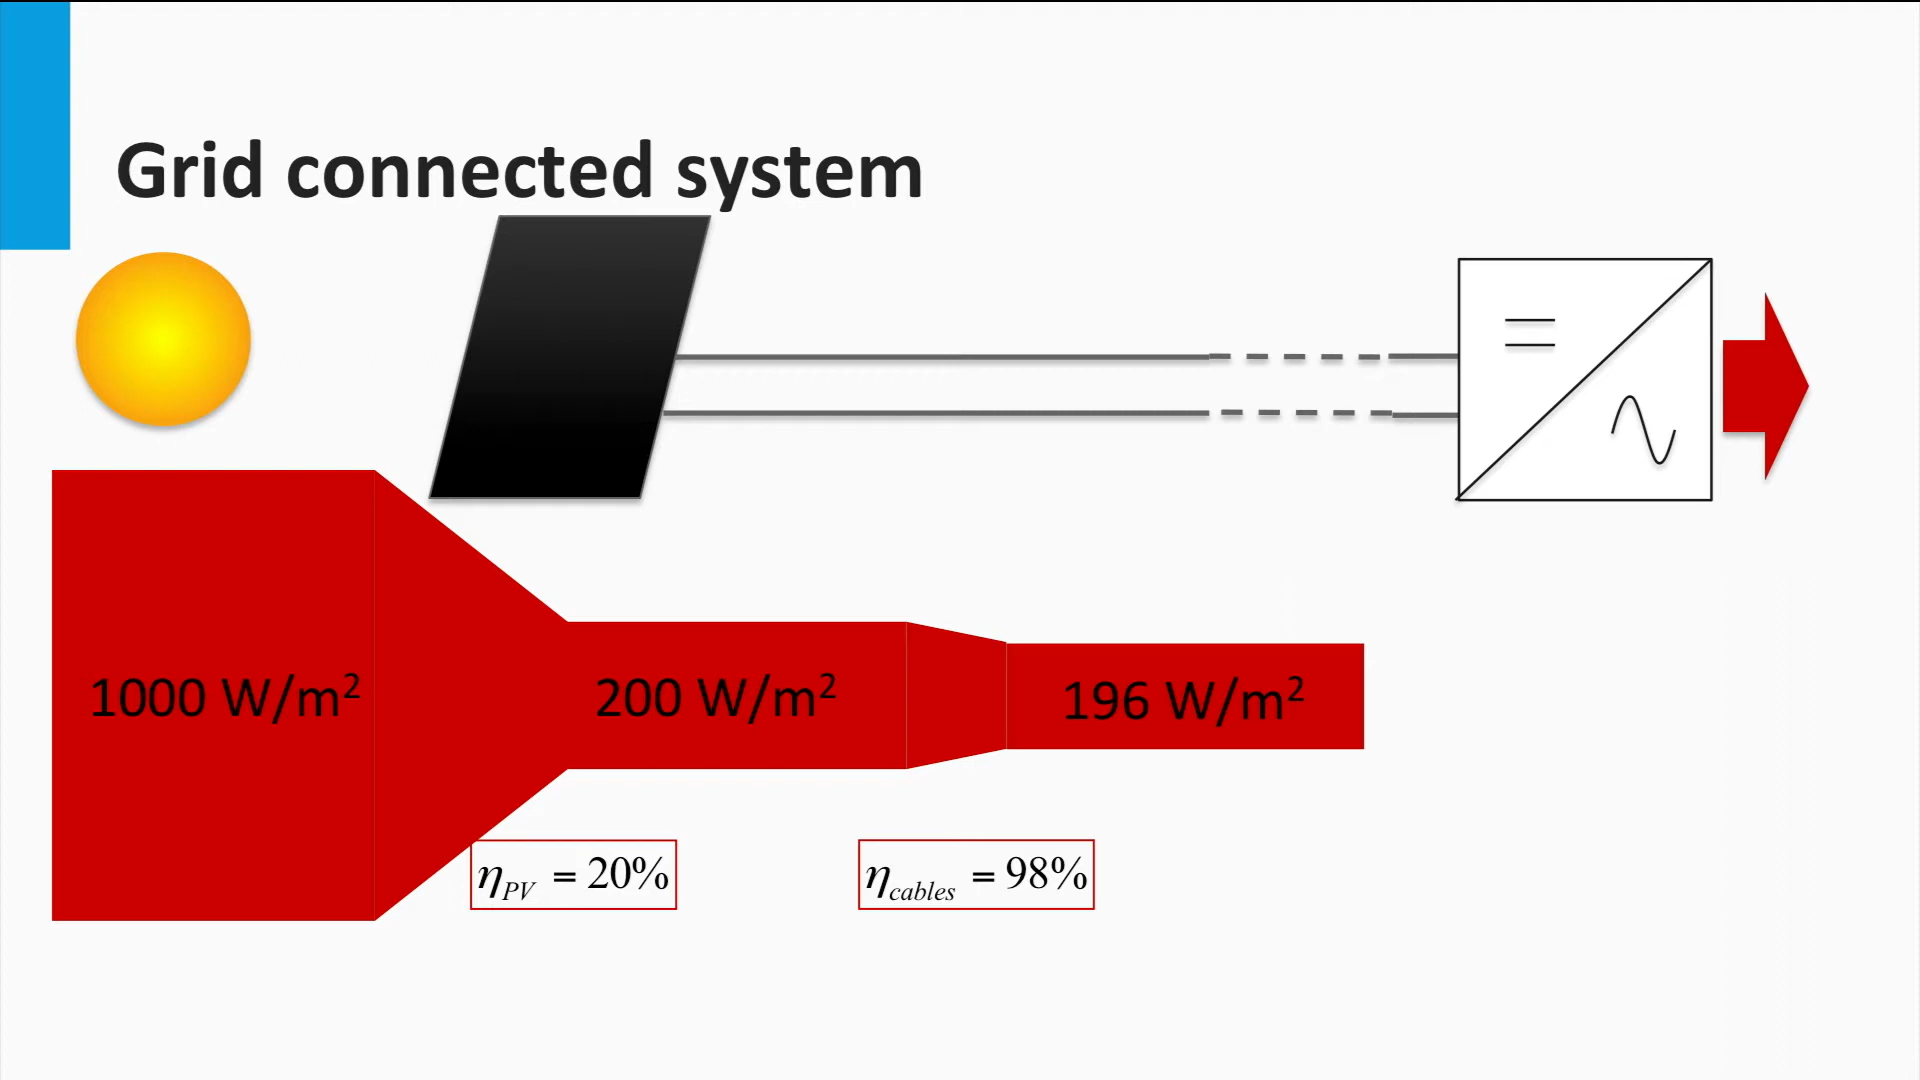 Grid connected system
1000 W/m²
200 W/m²
196 W/m²
η_PV = 20%
η_cables = 98%